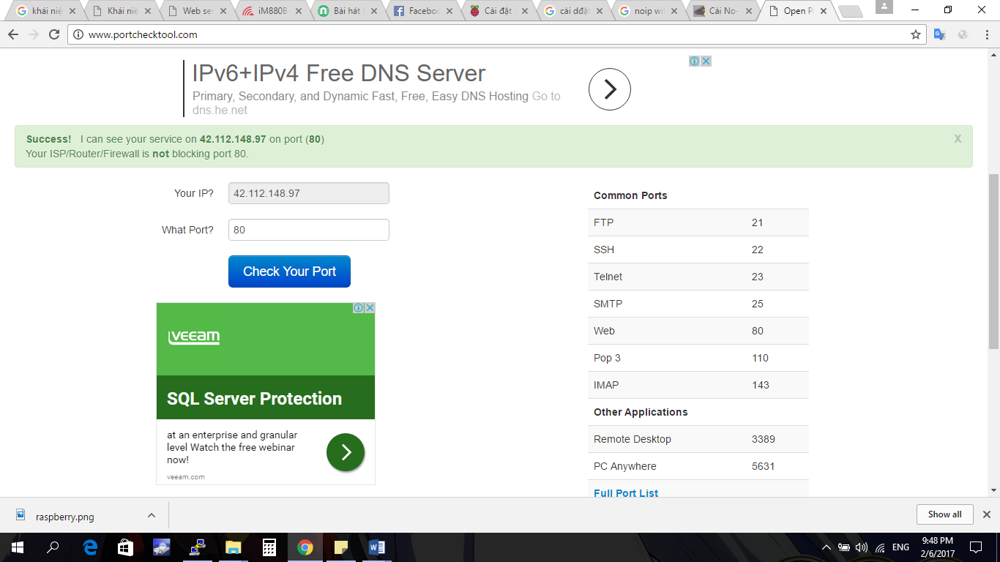 khái niệ
Khái niệ
Web ser
iM880B
Bài hát
Faceboo
Cài đặt
cài dđặt
noip wi
Cài No-
Open P
www.portchecktool.com
IPv6+IPv4 Free DNS Server
Primary, Secondary, and Dynamic Fast, Free, Easy DNS Hosting Go to
dns.he.net
Success! I can see your service on 42.112.148.97 on port (80)
Your ISP/Router/Firewall is not blocking port 80.
X
Your IP? 42.112.148.97
What Port? 80
Check Your Port
veeam
SQL Server Protection
at an enterprise and granular
level Watch the free webinar
now!
veeam.com
Common Ports
FTP 21
SSH 22
Telnet 23
SMTP 25
Web 80
Pop 3 110
IMAP 143
Other Applications
Remote Desktop 3389
PC Anywhere 5631
Full Port List
raspberry.png
Show all
ENG
9:48 PM
2/6/2017